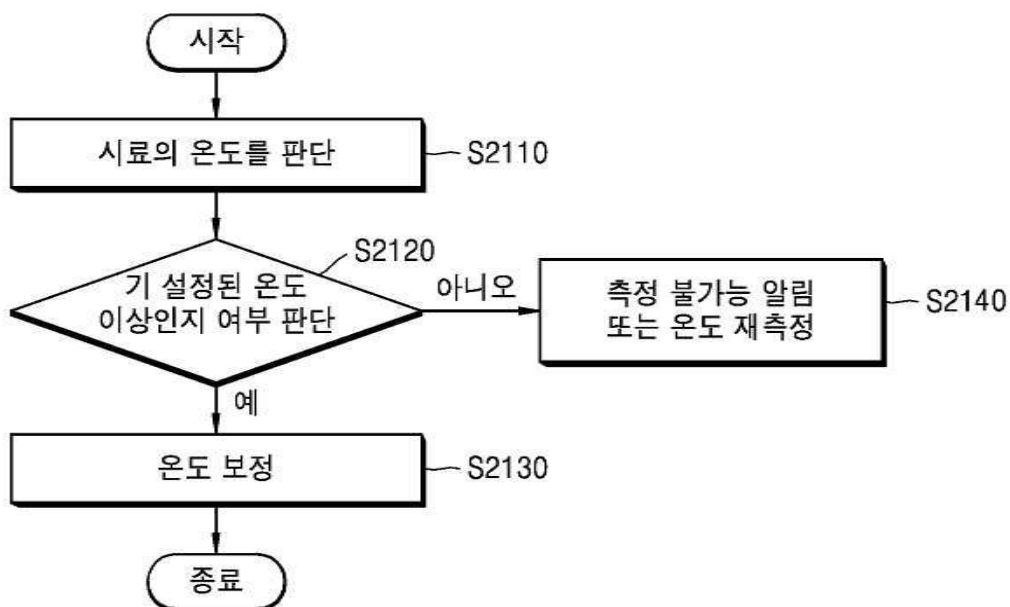 시작
시료의 온도를 판단
S2110
S2120
기 설정된 온도
이상인지 여부 판단
아니오
측정 불가능 알림
또는 온도 재측정
S2140
예
온도 보정
S2130
종료